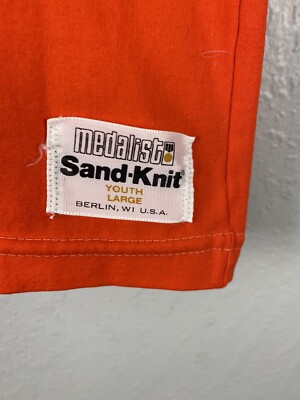 medalist
Sand-Knit®
YOUTH
LARGE
BERLIN, WI U.S.A.